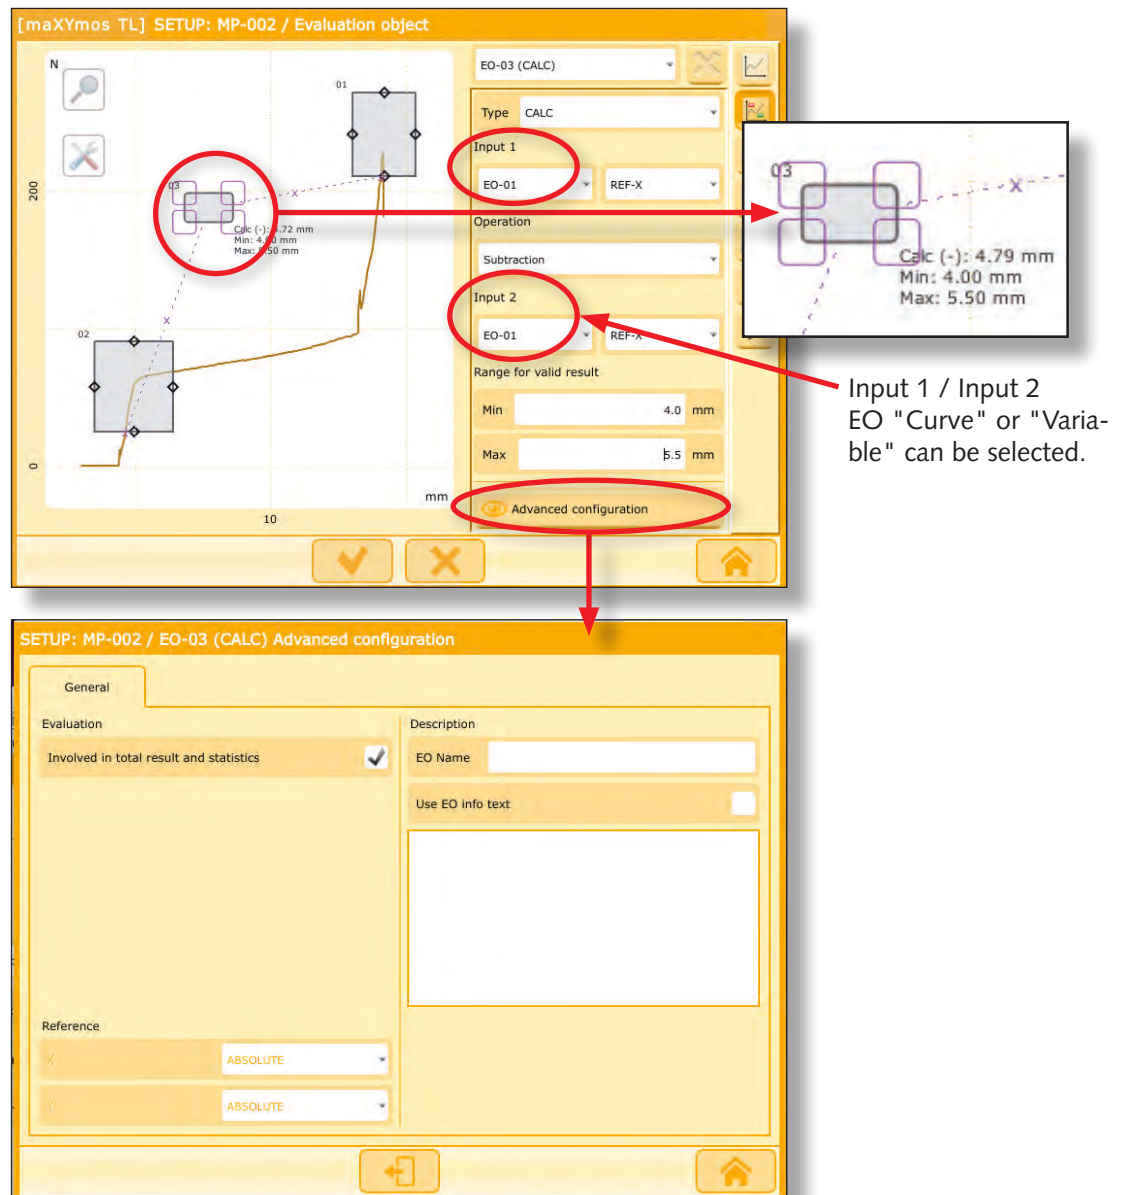 [maXYmos TL] SETUP: MP-002 / Evaluation object
N
200
0
10
mm
01
02
03
x
x
Calc (-): 4.72 mm
Min: 4.00 mm
Max: 5.50 mm
EO-03 (CALC)
Type CALC
Input 1
EO-01 REF-X
Operation
Subtraction
Input 2
EO-01 REF-X
Range for valid result
Min 4.0 mm
Max 5.5 mm
Advanced configuration
03
x
Calc (-): 4.79 mm
Min: 4.00 mm
Max: 5.50 mm
Input 1 / Input 2
EO "Curve" or "Varia-
ble" can be selected.
SETUP: MP-002 / EO-03 (CALC) Advanced configuration
General
Evaluation
Involved in total result and statistics
Description
EO Name
Use EO info text
Reference
X ABSOLUTE
Y ABSOLUTE